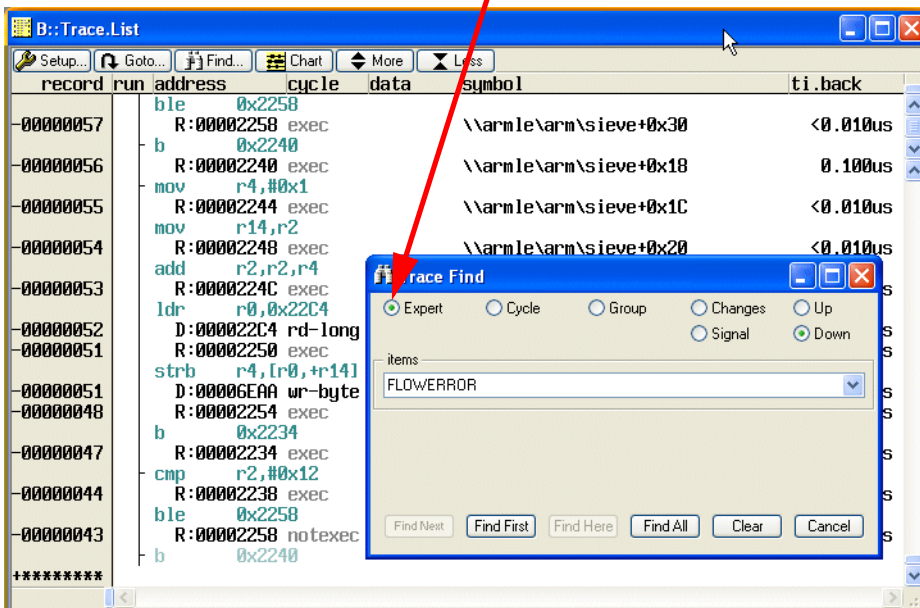 B::Trace.List
Setup... Goto... Find... Chart More Less
record run address cycle data symbol ti.back
ble 0x2258
-00000057 R:00002258 exec \\armle\arm\sieve+0x30 <0.010us
b 0x2240
-00000056 R:00002240 exec \\armle\arm\sieve+0x18 0.100us
mov r4,#0x1
-00000055 R:00002244 exec \\armle\arm\sieve+0x1C <0.010us
mov r14,r2
-00000054 R:00002248 exec \\armle\arm\sieve+0x20 <0.010us
add r2,r2,r4
-00000053 R:0000224C exec s
ldr r0,0x22C4
-00000052 D:000022C4 rd-long s
-00000051 R:00002250 exec s
strb r4,[r0,+r14]
-00000051 D:00006EAA wr-byte s
-00000048 R:00002254 exec s
b 0x2234
-00000047 R:00002234 exec s
cmp r2,#0x12
-00000044 R:00002238 exec s
ble 0x2258
-00000043 R:00002258 notexec s
b 0x2240
+********
Trace Find
Expert Cycle Group Changes Up
Signal Down
items
FLOWERROR
Find Next Find First Find Here Find All Clear Cancel